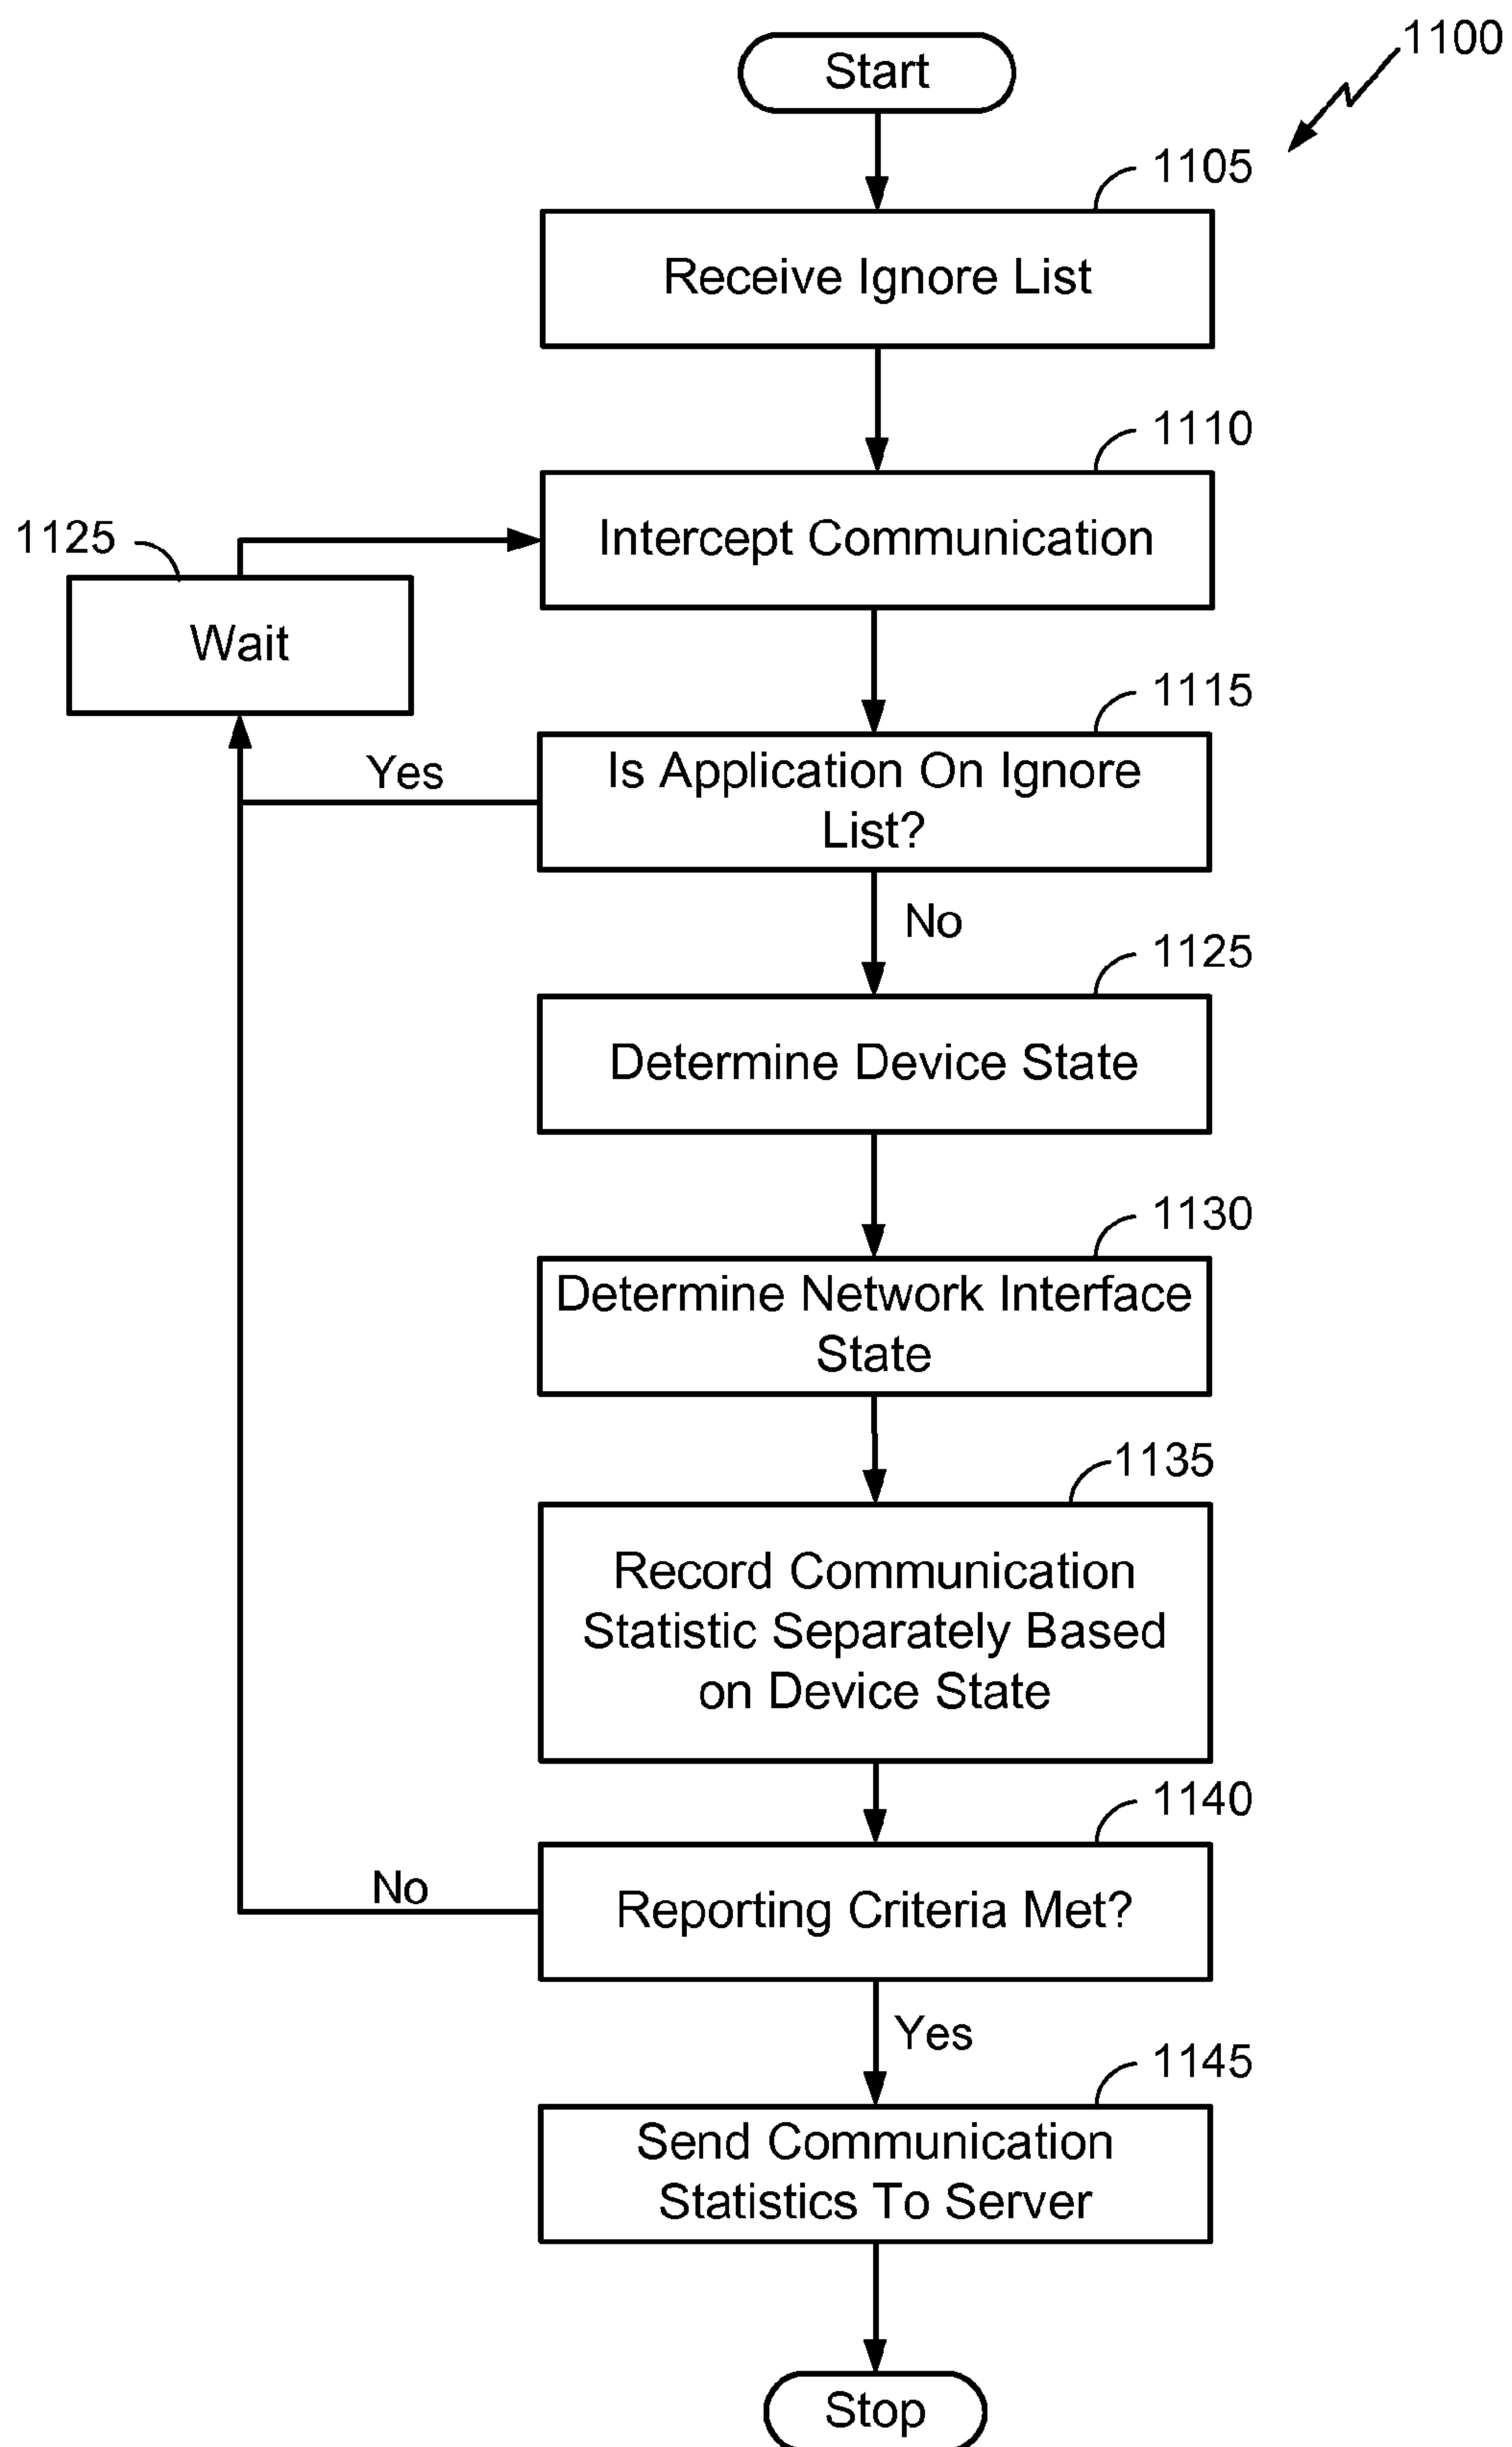 1100
Start
1105
Receive Ignore List
1110
Intercept Communication
1125
Wait
1115
Is Application On Ignore
List?
Yes
No
1125
Determine Device State
1130
Determine Network Interface
State
1135
Record Communication
Statistic Separately Based
on Device State
1140
Reporting Criteria Met?
No
Yes
1145
Send Communication
Statistics To Server
Stop